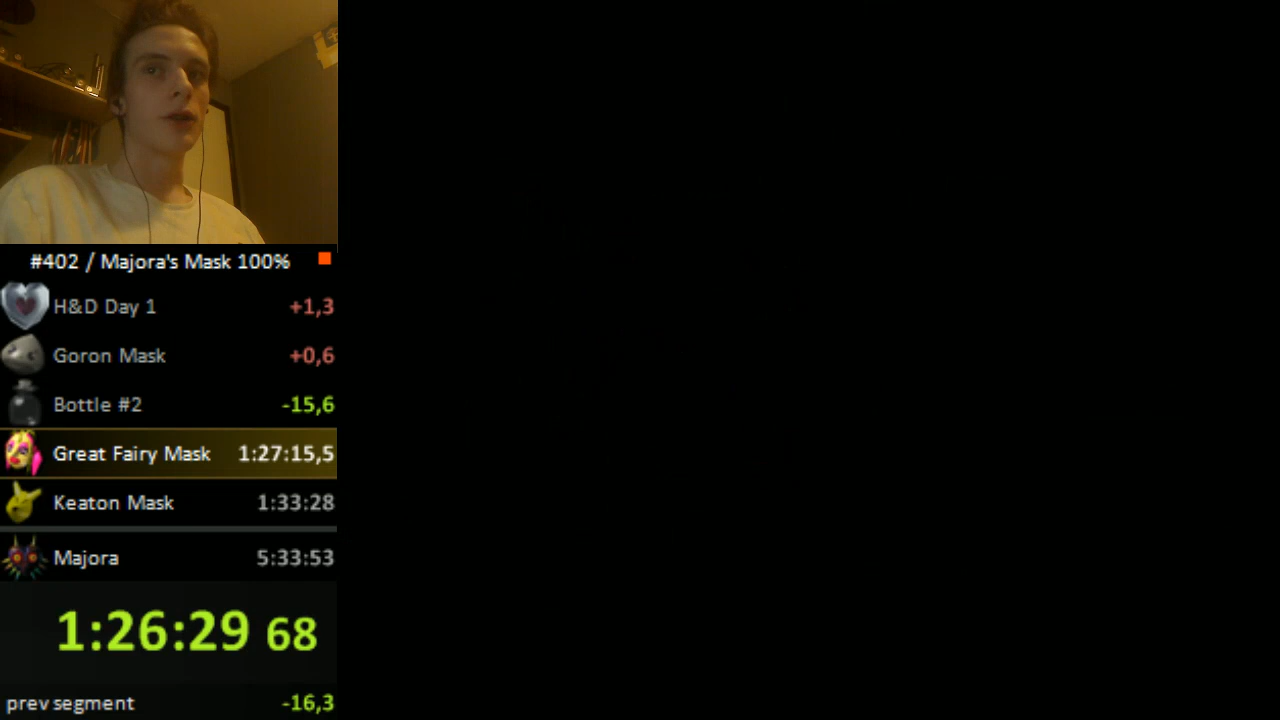 #402 / Majora's Mask 100%
H&D Day 1 +1,3
Goron Mask +0,6
Bottle #2 -15,6
Great Fairy Mask 1:27:15,5
Keaton Mask 1:33:28
Majora 5:33:53
1:26:29 68
prev segment -16,3